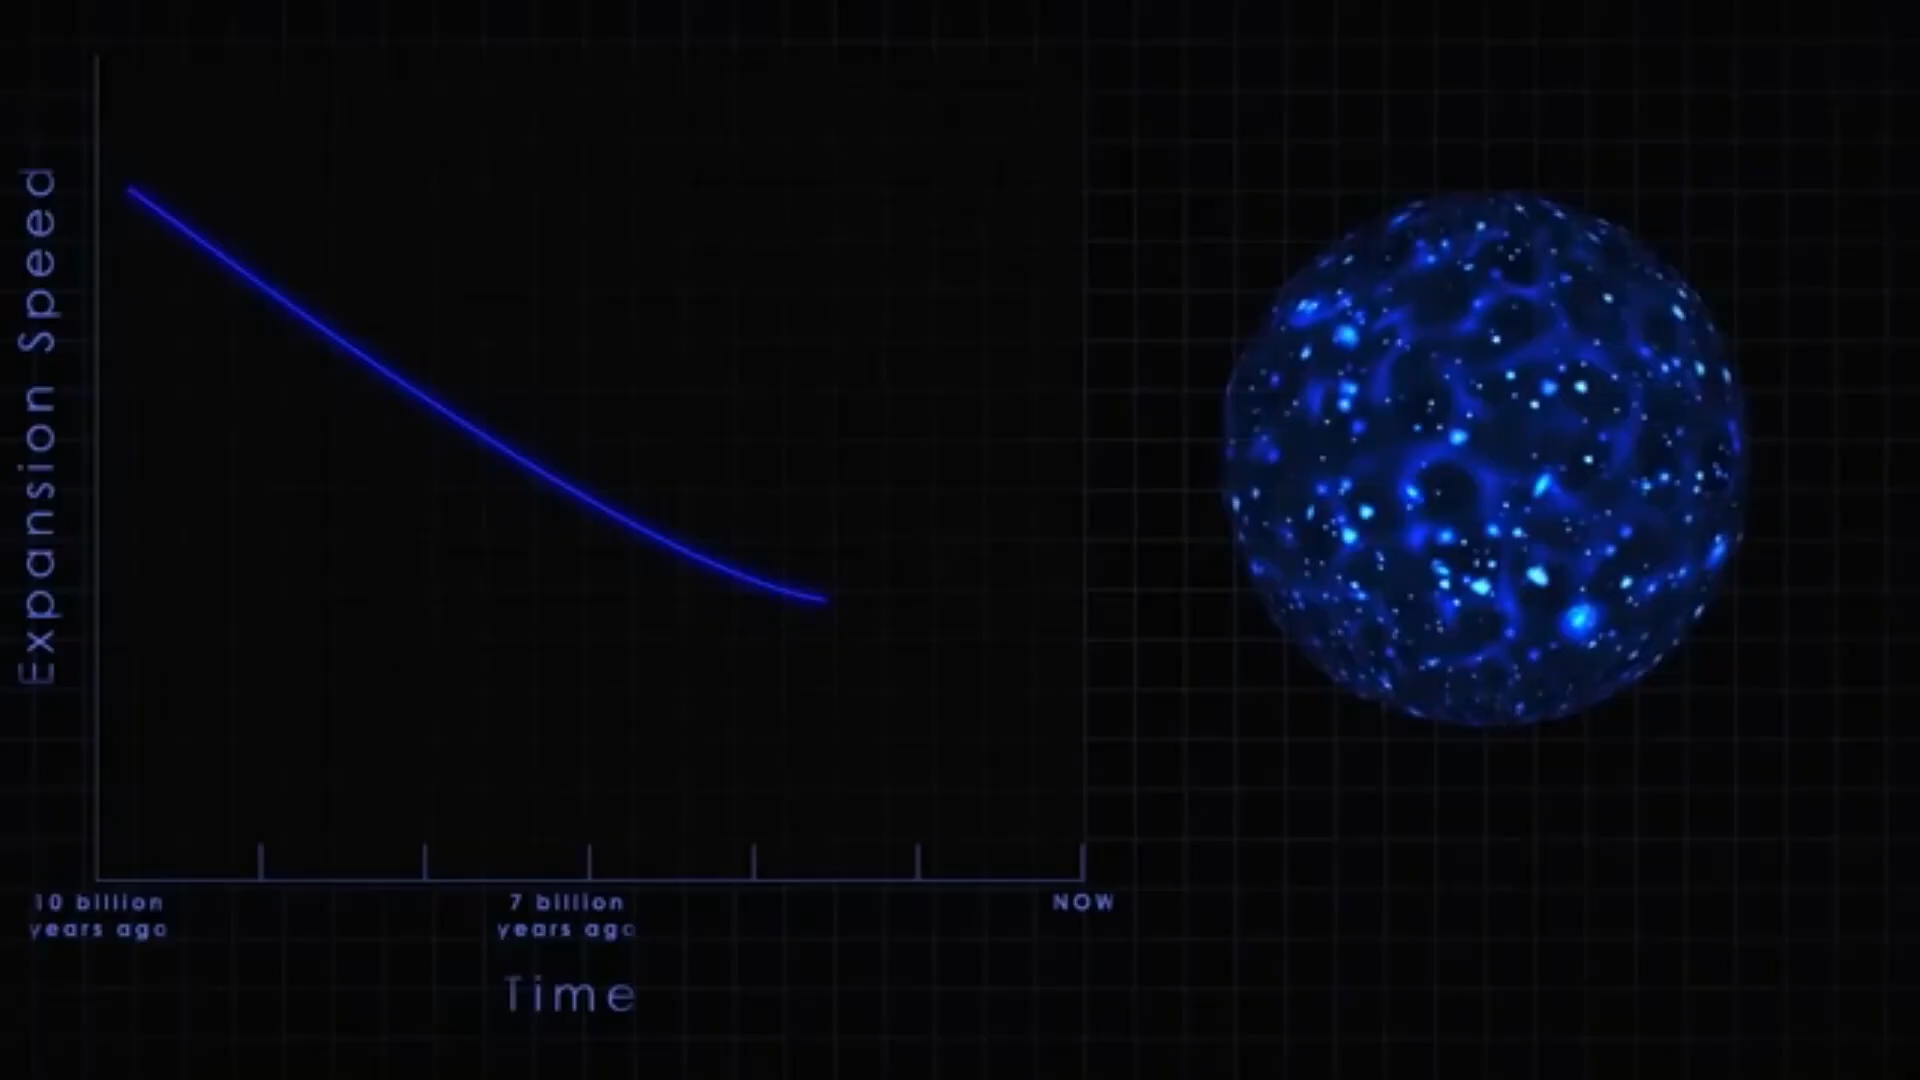 Expansion Speed
10 billion
years ago
7 billion
years ago
NOW
Time